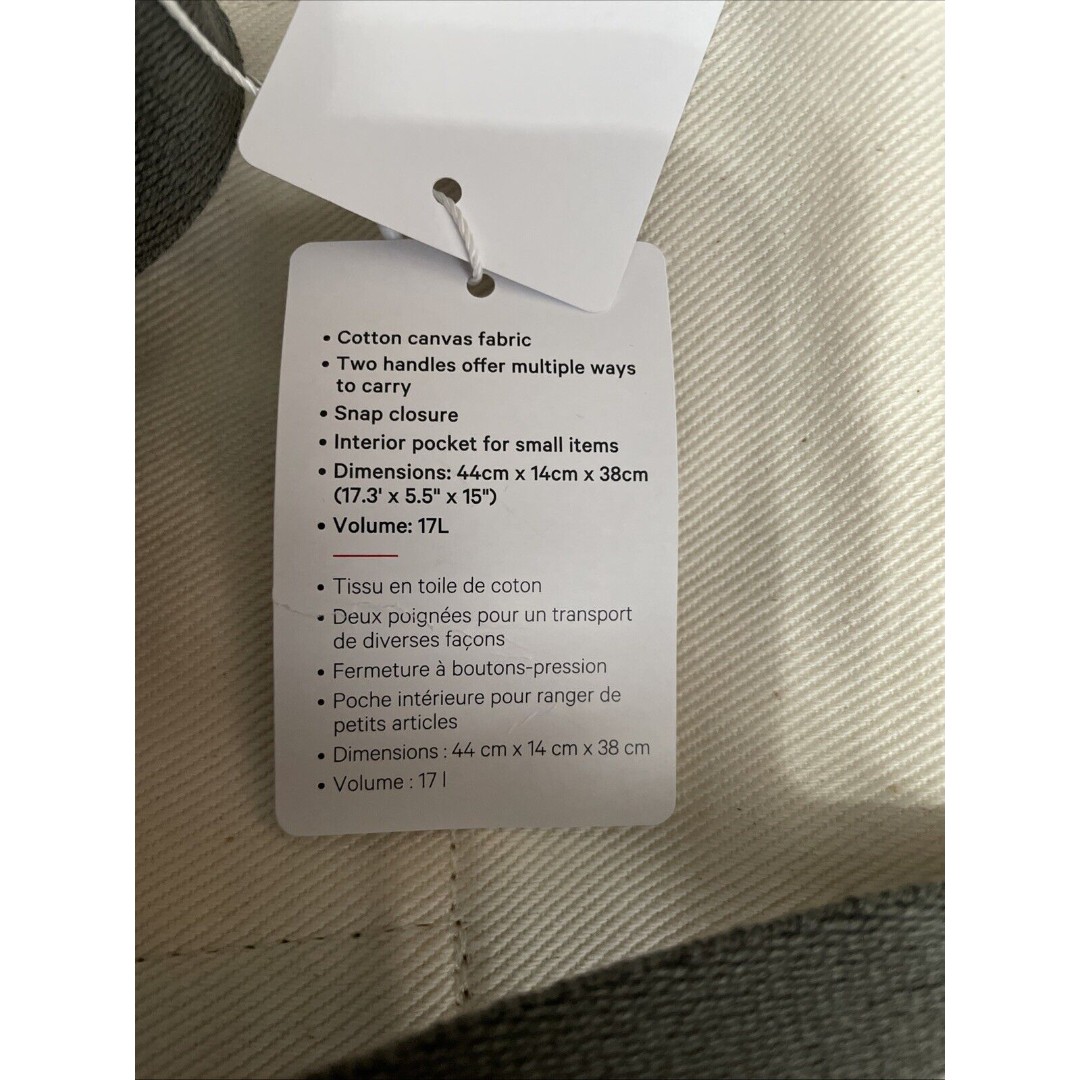 • Cotton canvas fabric
• Two handles offer multiple ways
to carry
• Snap closure
• Interior pocket for small items
• Dimensions: 44cm x 14cm x 38cm
(17.3' x 5.5" x 15")
• Volume: 17L
• Tissu en toile de coton
• Deux poignées pour un transport
de diverses façons
• Fermeture à boutons-pression
• Poche intérieure pour ranger de
petits articles
• Dimensions : 44 cm x 14 cm x 38 cm
• Volume : 17 l